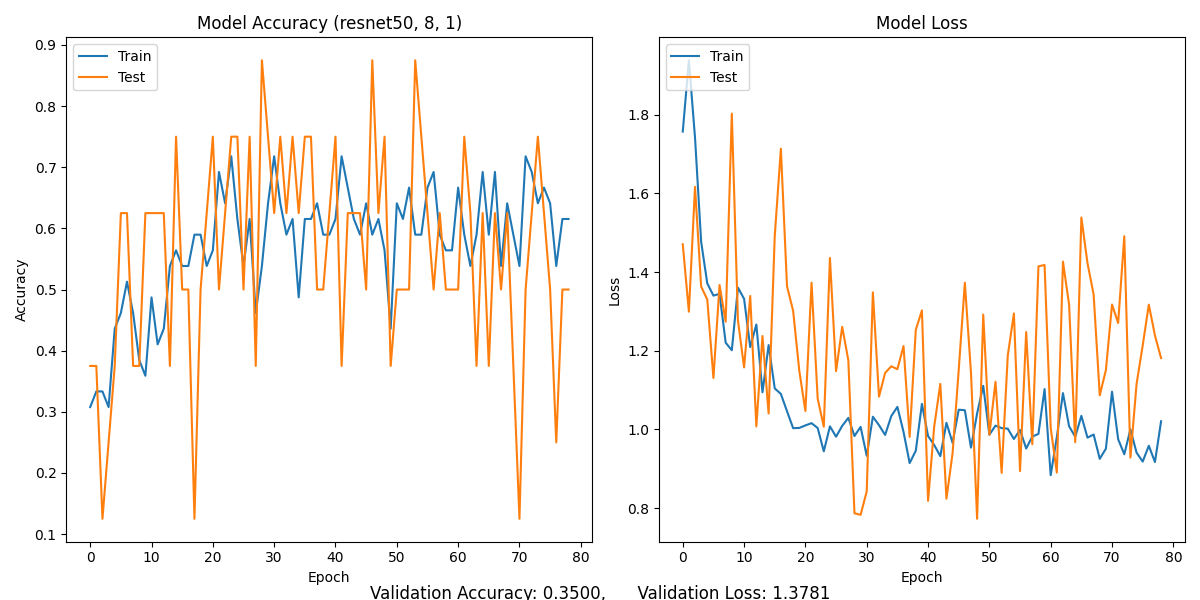 Model Accuracy (resnet50, 8, 1)
Model Loss
Train
Test
0.9
0.8
0.7
0.6
0.5
0.4
0.3
0.2
0.1
Accuracy
0 10 20 30 40 50 60 70 80
Epoch
Train
Test
1.8
1.6
1.4
1.2
1.0
0.8
Loss
0 10 20 30 40 50 60 70 80
Epoch
Validation Accuracy: 0.3500, Validation Loss: 1.3781